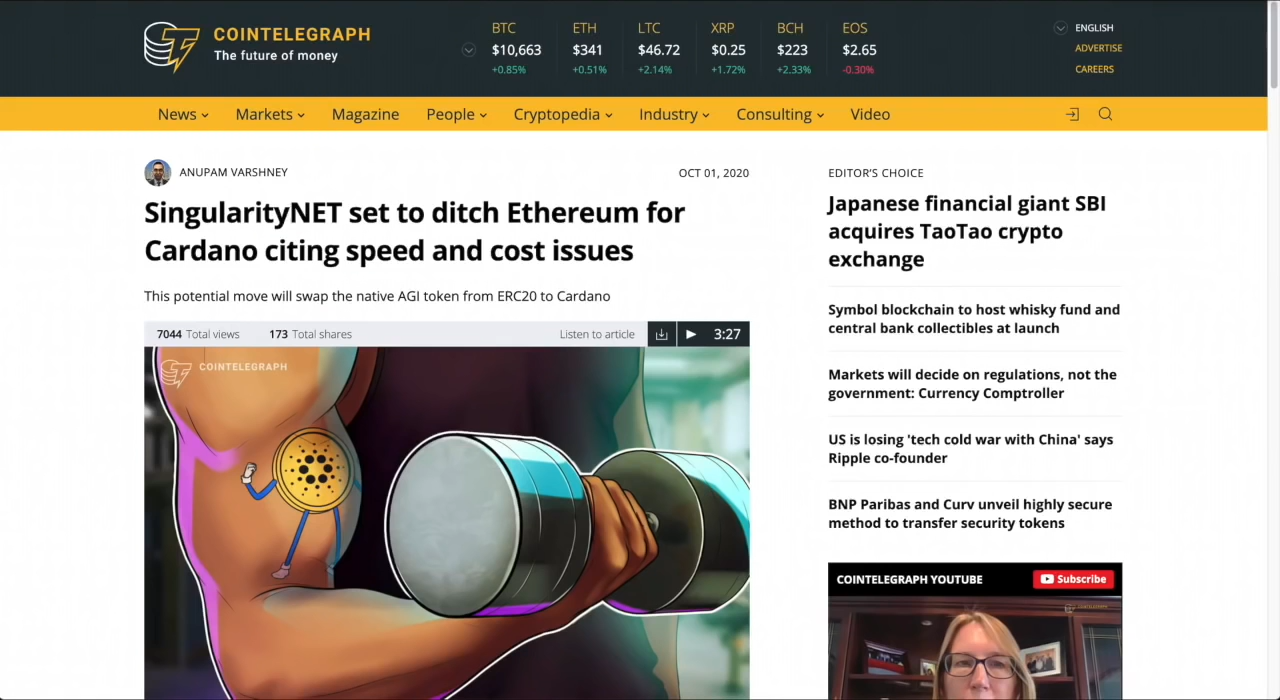 COINTELEGRAPH
The future of money
BTC ETH LTC XRP BCH EOS
$10,663 $341 $46.72 $0.25 $223 $2.65
+0.85% +0.51% +2.14% +1.72% +2.33% -0.30%
ENGLISH
ADVERTISE
CAREERS
News Markets Magazine People Cryptopedia Industry Consulting Video
ANUPAM VARSHNEY OCT 01, 2020
SingularityNET set to ditch Ethereum for
Cardano citing speed and cost issues
This potential move will swap the native AGI token from ERC20 to Cardano
7044 Total views 173 Total shares Listen to article 3:27
COINTELEGRAPH
EDITOR'S CHOICE
Japanese financial giant SBI
acquires TaoTao crypto
exchange
Symbol blockchain to host whisky fund and
central bank collectibles at launch
Markets will decide on regulations, not the
government: Currency Comptroller
US is losing 'tech cold war with China' says
Ripple co-founder
BNP Paribas and Curv unveil highly secure
method to transfer security tokens
COINTELEGRAPH YOUTUBE Subscribe